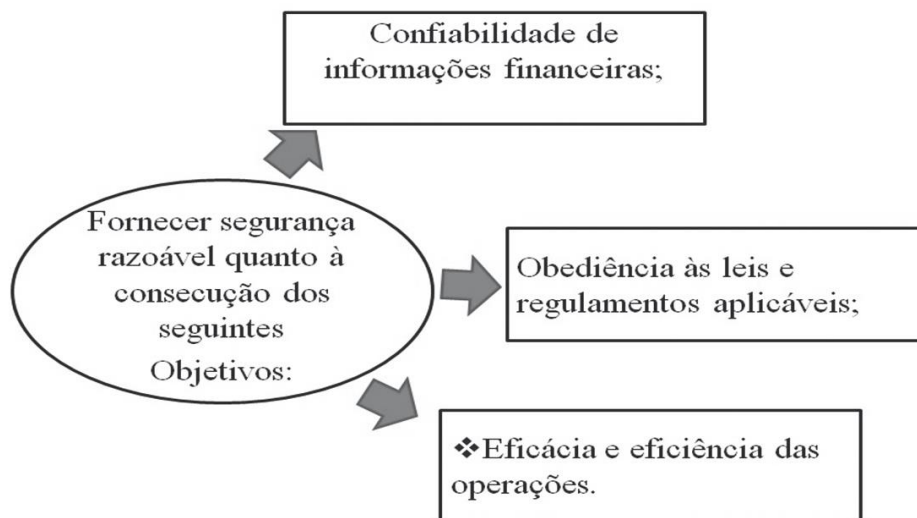 Confiabilidade de
informações financeiras;
Fornecer segurança
razoável quanto à
consecução dos
seguintes
Objetivos:
Obediência às leis e
regulamentos aplicáveis;
❖Eficácia e eficiência das
operações.